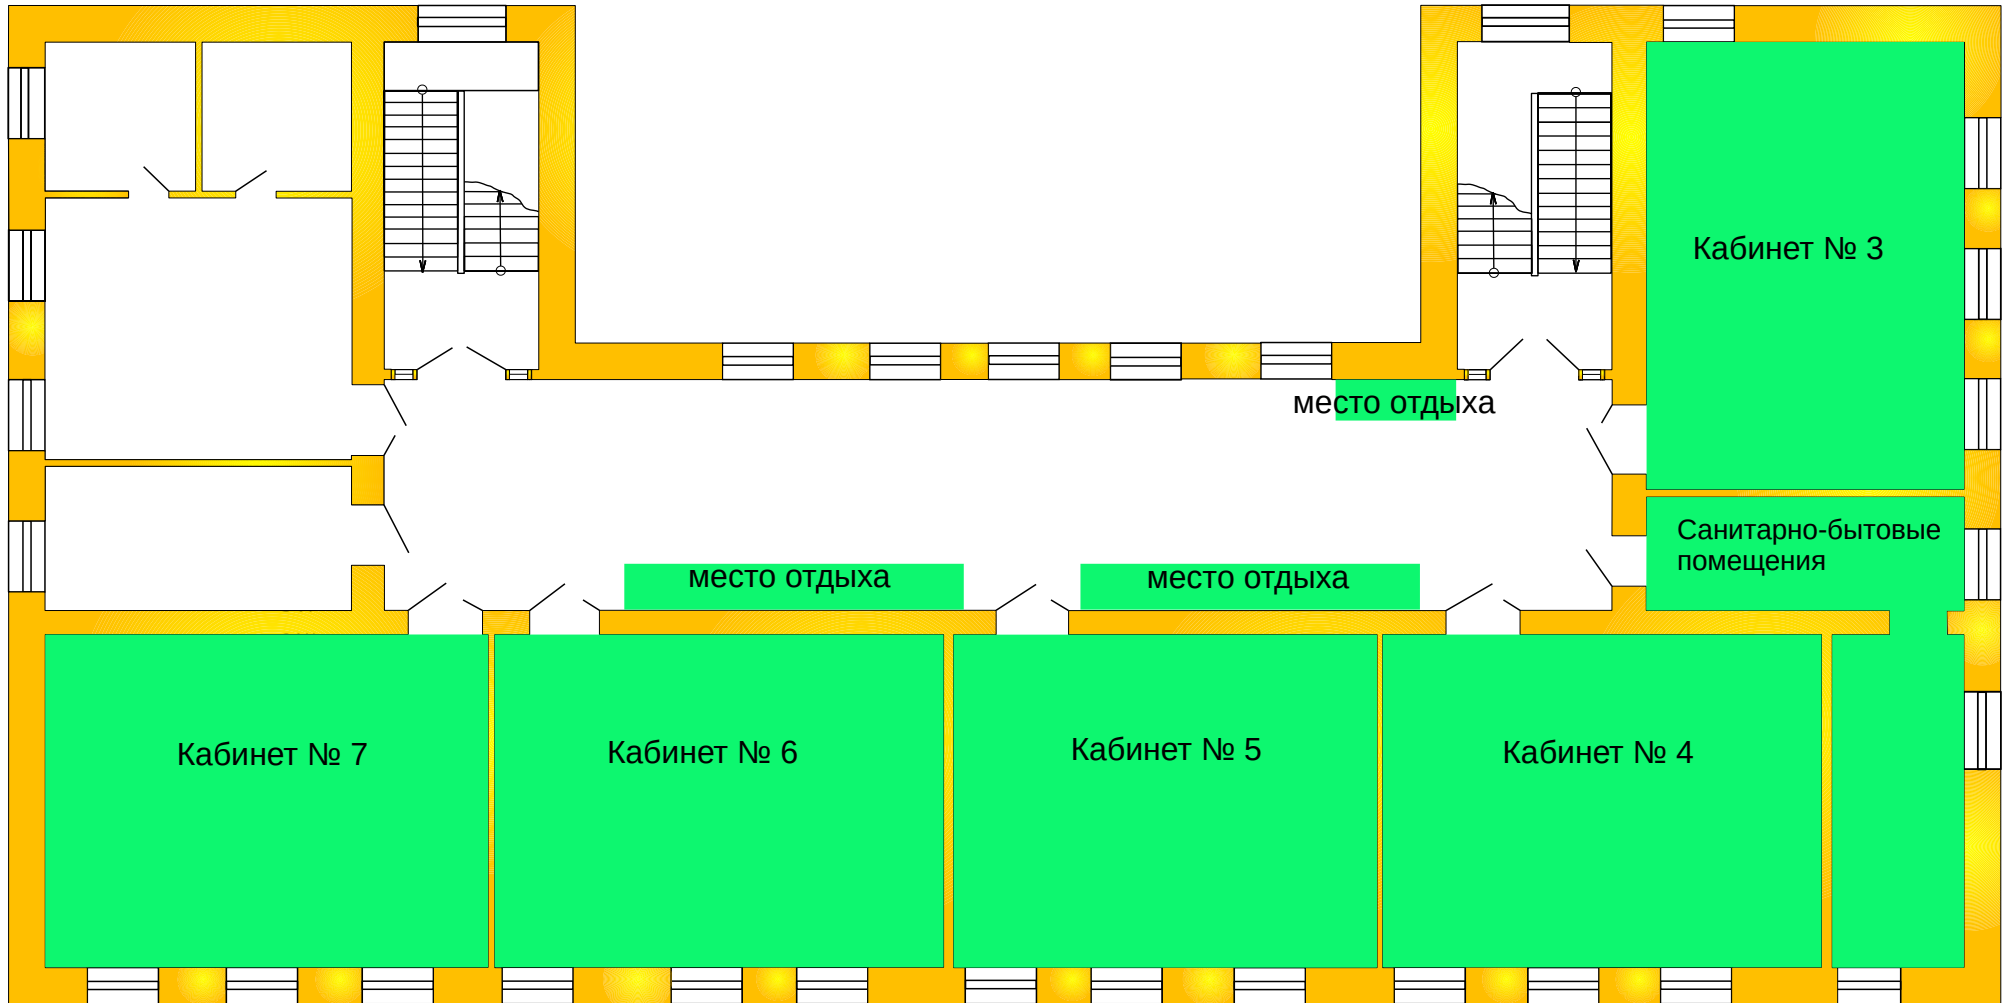 Кабинет № 3
место отдыха
Санитарно-бытовые
помещения
место отдыха
место отдыха
Кабинет № 7
Кабинет № 6
Кабинет № 5
Кабинет № 4